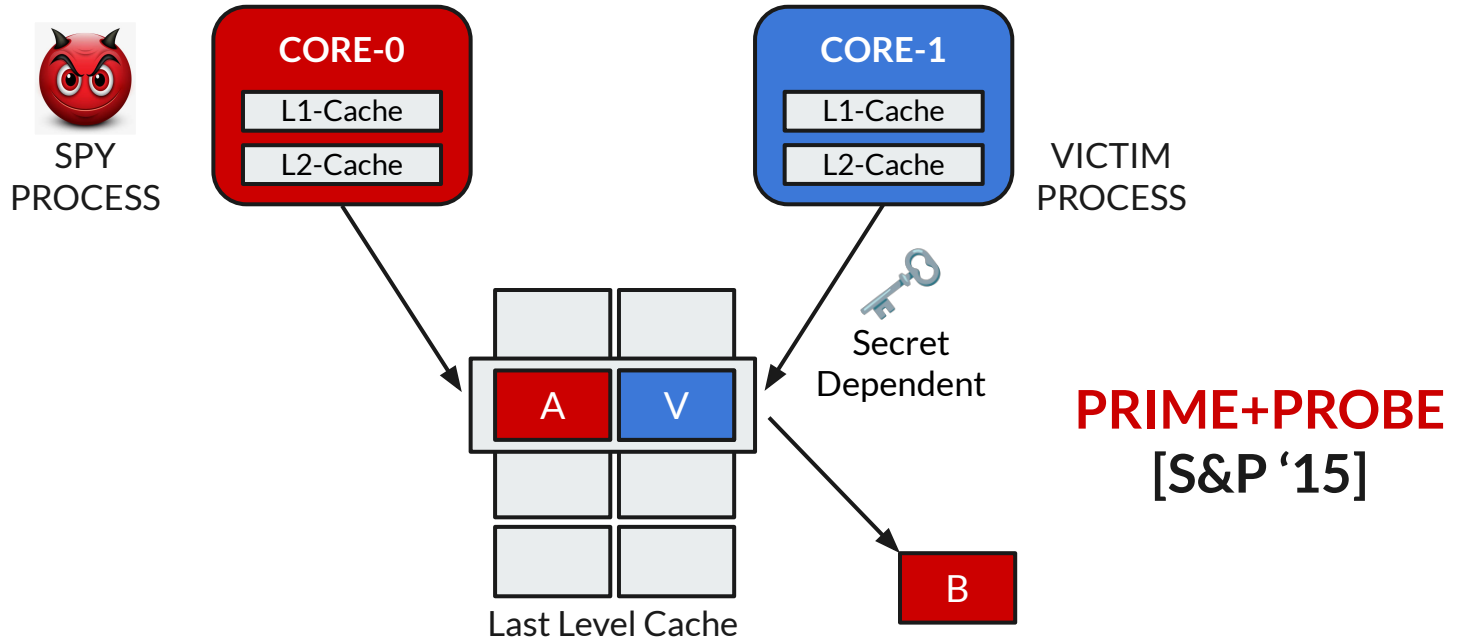 CORE-0
L1-Cache
L2-Cache
SPY
PROCESS
CORE-1
L1-Cache
L2-Cache
VICTIM
PROCESS
Secret
Dependent
A
V
B
Last Level Cache
PRIME+PROBE
[S&P ‘15]